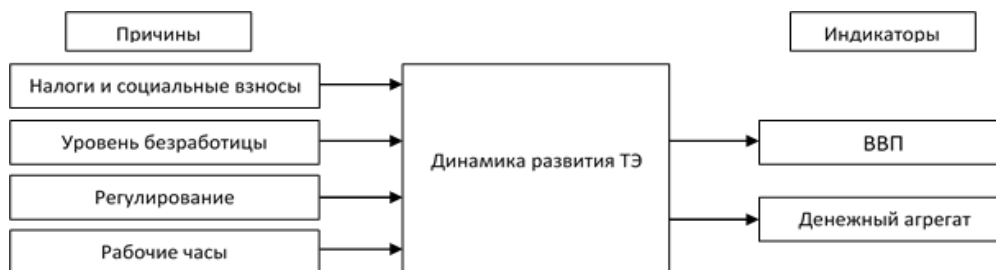 Причины
Индикаторы
Налоги и социальные взносы
Уровень безработицы
Регулирование
Рабочие часы
Динамика развития ТЭ
ВВП
Денежный агрегат